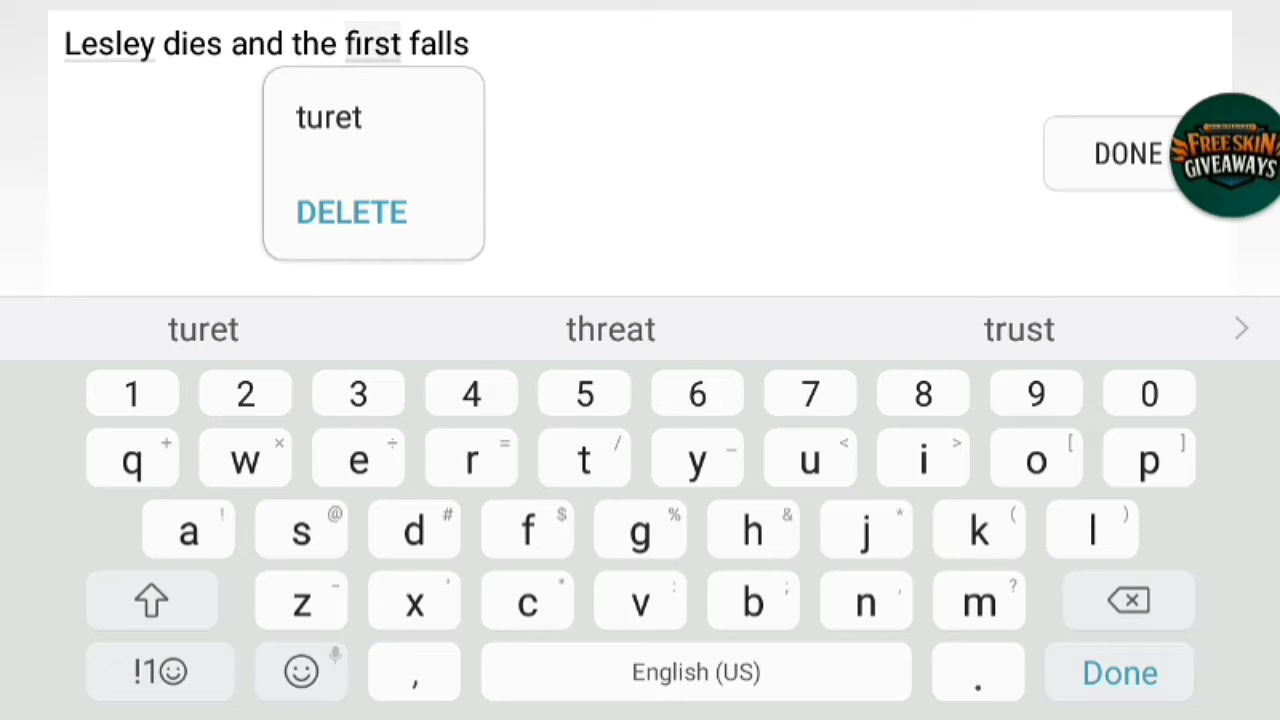 Lesley dies and the first falls
turet
DELETE
DONE
FREE SKIN
GIVEAWAYS
turet threat trust
1 2 3 4 5 6 7 8 9 0
q + w × e ÷ r = t / y _ u < i > o [ p ]
a ! s @ d # f $ g % h & j * k ( l )
z - x ' c " v : b ; n , m ?
!1☺ , English (US) . Done